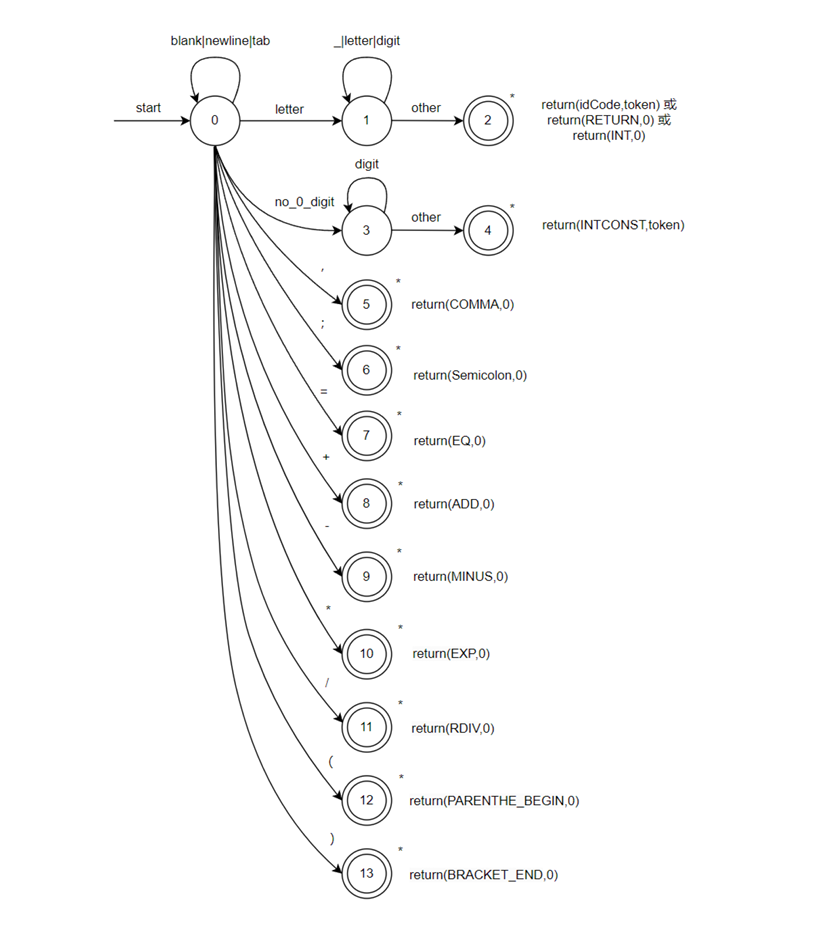 blank|newline|tab
_|letter|digit
start
0
letter
1
other
2
*
return(idCode,token) 或
return(RETURN,0) 或
return(INT,0)
digit
no_0_digit
3
other
4
*
return(INTCONST,token)
,
5
*
return(COMMA,0)
;
6
*
return(Semicolon,0)
=
7
*
return(EQ,0)
+
8
*
return(ADD,0)
-
9
*
return(MINUS,0)
*
10
*
return(EXP,0)
/
11
*
return(RDIV,0)
(
12
*
return(PARENTHE_BEGIN,0)
)
13
*
return(BRACKET_END,0)